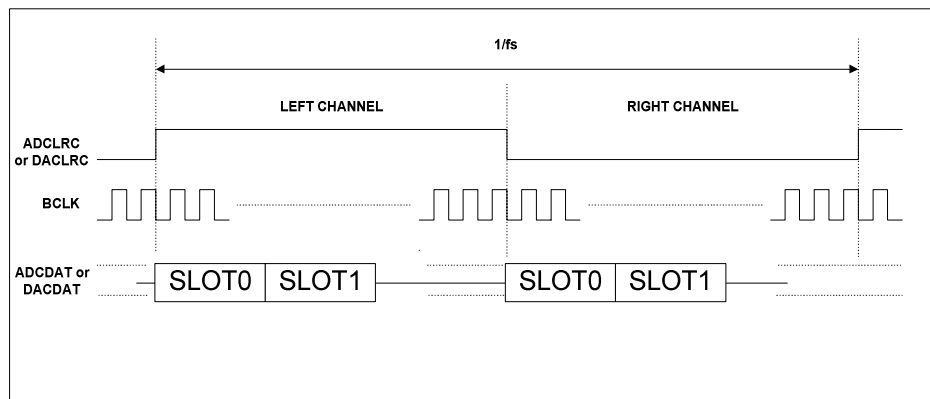 1/fs
LEFT CHANNEL
RIGHT CHANNEL
ADCLRC
or DACLRC
BCLK
ADCDAT or
DACDAT
SLOT0
SLOT1
SLOT0
SLOT1